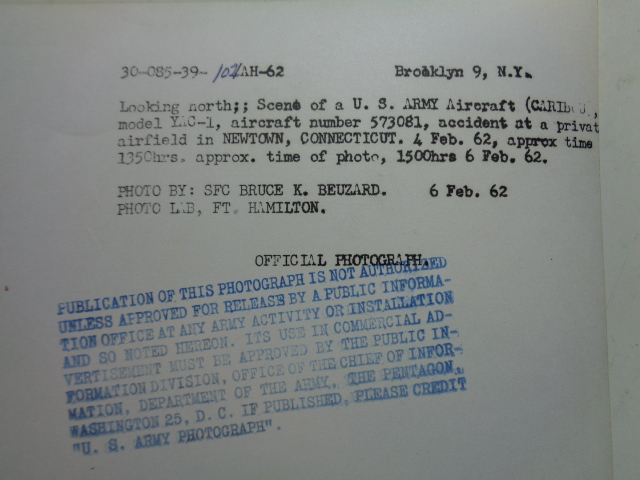 30-085-39-102/AH-62 Brooklyn 9, N.Y.
Looking north;; Scene of a U. S. ARMY Aircraft (CARIBOU,
model YAC-1, aircraft number 573081, accident at a privat
airfield in NEWTOWN, CONNECTICUT. 4 Feb. 62, approx time
1350hrs. approx. time of photo, 1500hrs 6 Feb. 62.
PHOTO BY: SFC BRUCE K. BEUZARD. 6 Feb. 62
PHOTO LAB, FT. HAMILTON.
OFFICIAL PHOTOGRAPH.
PUBLICATION OF THIS PHOTOGRAPH IS NOT AUTHORIZED
UNLESS APPROVED FOR RELEASE BY A PUBLIC INFORMA-
TION OFFICE AT ANY ARMY ACTIVITY OR INSTALLATION
AND SO NOTED HEREON. ITS USE IN COMMERCIAL AD-
VERTISEMENT MUST BE APPROVED BY THE PUBLIC IN-
FORMATION DIVISION, OFFICE OF THE CHIEF OF INFOR-
MATION, DEPARTMENT OF THE ARMY, THE PENTAGON,
WASHINGTON 25, D. C. IF PUBLISHED, PLEASE CREDIT
"U. S. ARMY PHOTOGRAPH".